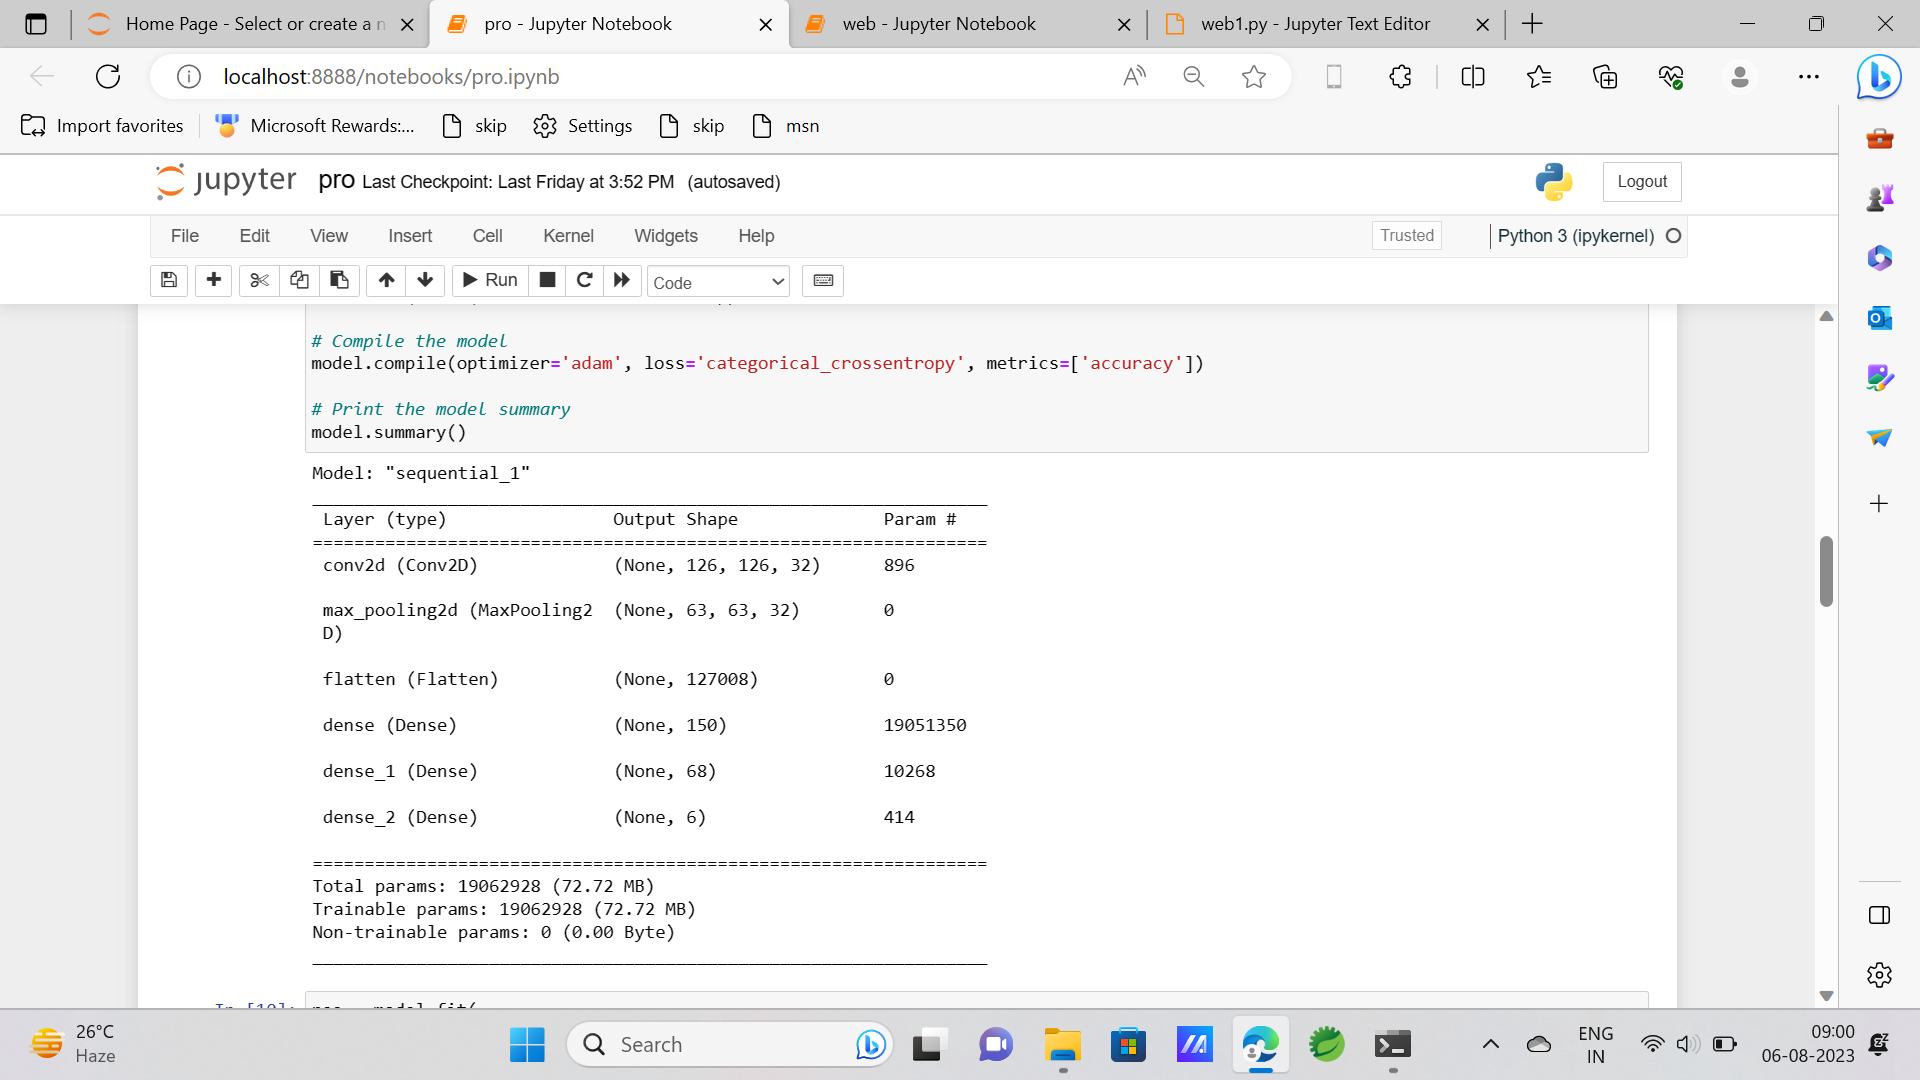 Home Page - Select or create a n
pro - Jupyter Notebook
web - Jupyter Notebook
web1.py - Jupyter Text Editor
localhost:8888/notebooks/pro.ipynb
Import favorites
Microsoft Rewards:...
skip
Settings
skip
msn
jupyter
pro Last Checkpoint: Last Friday at 3:52 PM (autosaved)
Logout
File Edit View Insert Cell Kernel Widgets Help
Trusted
Python 3 (ipykernel)
Run
Code
# Compile the model
model.compile(optimizer='adam', loss='categorical_crossentropy', metrics=['accuracy'])
# Print the model summary
model.summary()
Model: "sequential_1"
_________________________________________________________________
Layer (type) Output Shape Param #
=================================================================
conv2d (Conv2D) (None, 126, 126, 32) 896
max_pooling2d (MaxPooling2 (None, 63, 63, 32) 0
D)
flatten (Flatten) (None, 127008) 0
dense (Dense) (None, 150) 19051350
dense_1 (Dense) (None, 68) 10268
dense_2 (Dense) (None, 6) 414
=================================================================
Total params: 19062928 (72.72 MB)
Trainable params: 19062928 (72.72 MB)
Non-trainable params: 0 (0.00 Byte)
_________________________________________________________________
26°C
Haze
Search
ENG
IN
09:00
06-08-2023